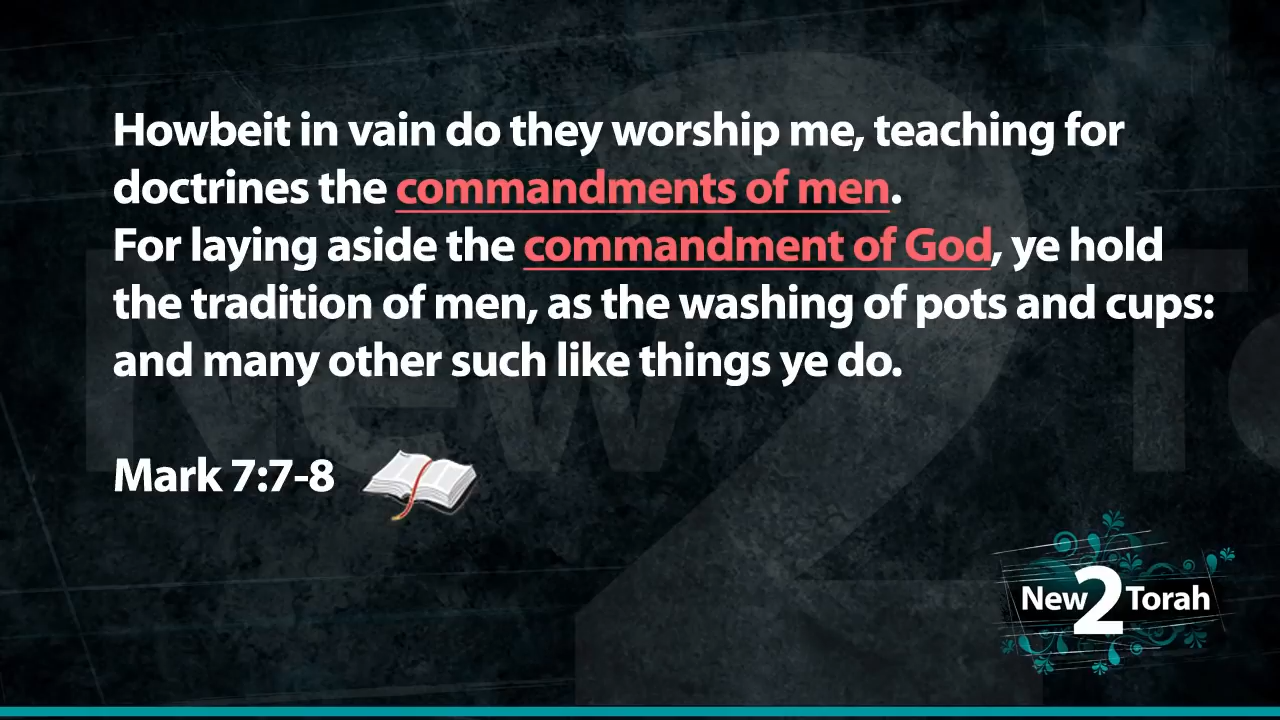 Howbeit in vain do they worship me, teaching for
doctrines the commandments of men.
For laying aside the commandment of God, ye hold
the tradition of men, as the washing of pots and cups:
and many other such like things ye do.
Mark 7:7-8
New2Torah
New 2 To